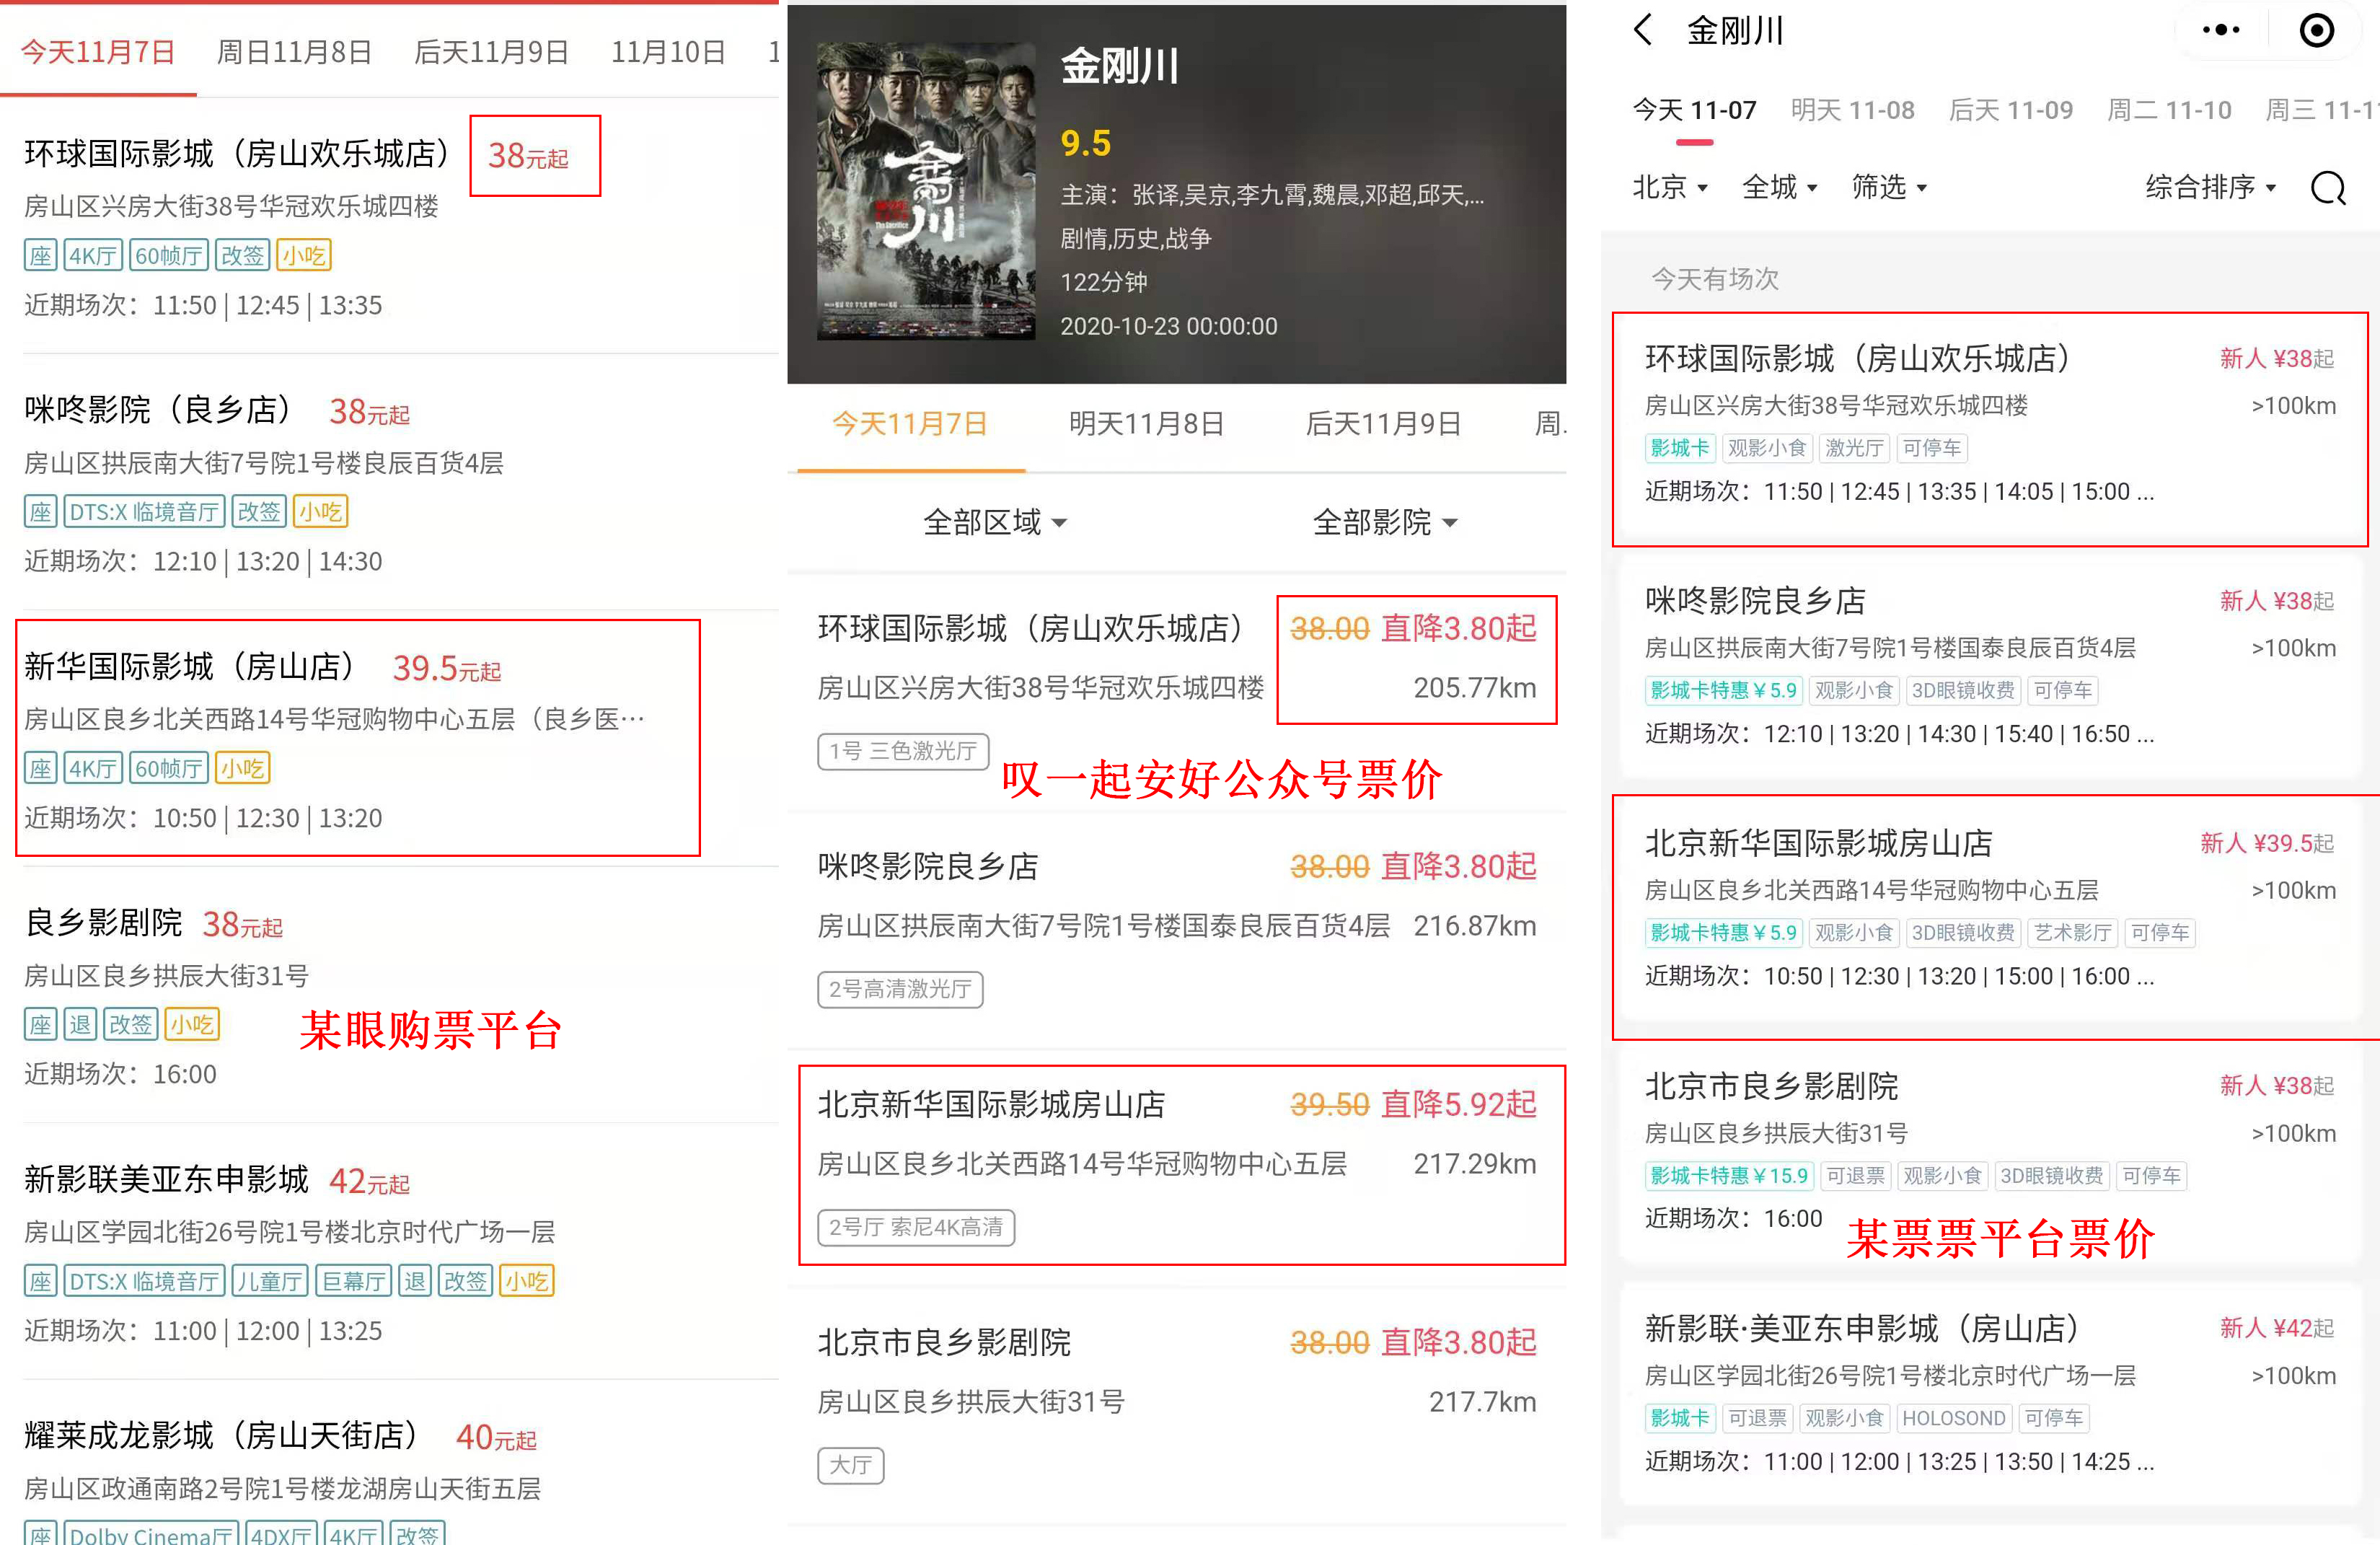 今天11月7日 周日11月8日 后天11月9日 11月10日 1
环球国际影城（房山欢乐城店） 38元起
房山区兴房大街38号华冠欢乐城四楼
座 4K厅 60帧厅 改签 小吃
近期场次：11:50 | 12:45 | 13:35
咪咚影院（良乡店） 38元起
房山区拱辰南大街7号院1号楼良辰百货4层
座 DTS:X 临境音厅 改签 小吃
近期场次：12:10 | 13:20 | 14:30
新华国际影城（房山店） 39.5元起
房山区良乡北关西路14号华冠购物中心五层（良乡医…
座 4K厅 60帧厅 小吃
近期场次：10:50 | 12:30 | 13:20
良乡影剧院 38元起
房山区良乡拱辰大街31号
座 退 改签 小吃
某眼购票平台
近期场次：16:00
新影联美亚东申影城 42元起
房山区学园北街26号院1号楼北京时代广场一层
座 DTS:X 临境音厅 儿童厅 巨幕厅 退 改签 小吃
近期场次：11:00 | 12:00 | 13:25
耀莱成龙影城（房山天街店） 40元起
房山区政通南路2号院1号楼龙湖房山天街五层
座 Dolby Cinema厅 4DX厅 4K厅 改签
金刚川
金刚川
9.5
主演：张译,吴京,李九霄,魏晨,邓超,邱天,...
剧情,历史,战争
122分钟
2020-10-23 00:00:00
今天11月7日 明天11月8日 后天11月9日 周.
全部区域 全部影院
环球国际影城（房山欢乐城店） 38.00 直降3.80起
房山区兴房大街38号华冠欢乐城四楼 205.77km
1号 三色激光厅
叹一起安好公众号票价
咪咚影院良乡店 38.00 直降3.80起
房山区拱辰南大街7号院1号楼国泰良辰百货4层 216.87km
2号高清激光厅
北京新华国际影城房山店 39.50 直降5.92起
房山区良乡北关西路14号华冠购物中心五层 217.29km
2号厅 索尼4K高清
北京市良乡影剧院 38.00 直降3.80起
房山区良乡拱辰大街31号 217.7km
大厅
金刚川
今天 11-07 明天 11-08 后天 11-09 周二 11-10 周三 11-1
北京 全城 筛选 综合排序
今天有场次
环球国际影城（房山欢乐城店） 新人 ¥38起
房山区兴房大街38号华冠欢乐城四楼 >100km
影城卡 观影小食 激光厅 可停车
近期场次：11:50 | 12:45 | 13:35 | 14:05 | 15:00 ...
咪咚影院良乡店 新人 ¥38起
房山区拱辰南大街7号院1号楼国泰良辰百货4层 >100km
影城卡特惠￥5.9 观影小食 3D眼镜收费 可停车
近期场次：12:10 | 13:20 | 14:30 | 15:40 | 16:50 ...
北京新华国际影城房山店 新人 ¥39.5起
房山区良乡北关西路14号华冠购物中心五层 >100km
影城卡特惠￥5.9 观影小食 3D眼镜收费 艺术影厅 可停车
近期场次：10:50 | 12:30 | 13:20 | 15:00 | 16:00 ...
北京市良乡影剧院 新人 ¥38起
房山区良乡拱辰大街31号 >100km
影城卡特惠￥15.9 可退票 观影小食 3D眼镜收费 可停车
近期场次：16:00
某票票平台票价
新影联·美亚东申影城（房山店） 新人 ¥42起
房山区学园北街26号院1号楼北京时代广场一层 >100km
影城卡 可退票 观影小食 HOLOSOND 可停车
近期场次：11:00 | 12:00 | 13:25 | 13:50 | 14:25 ...